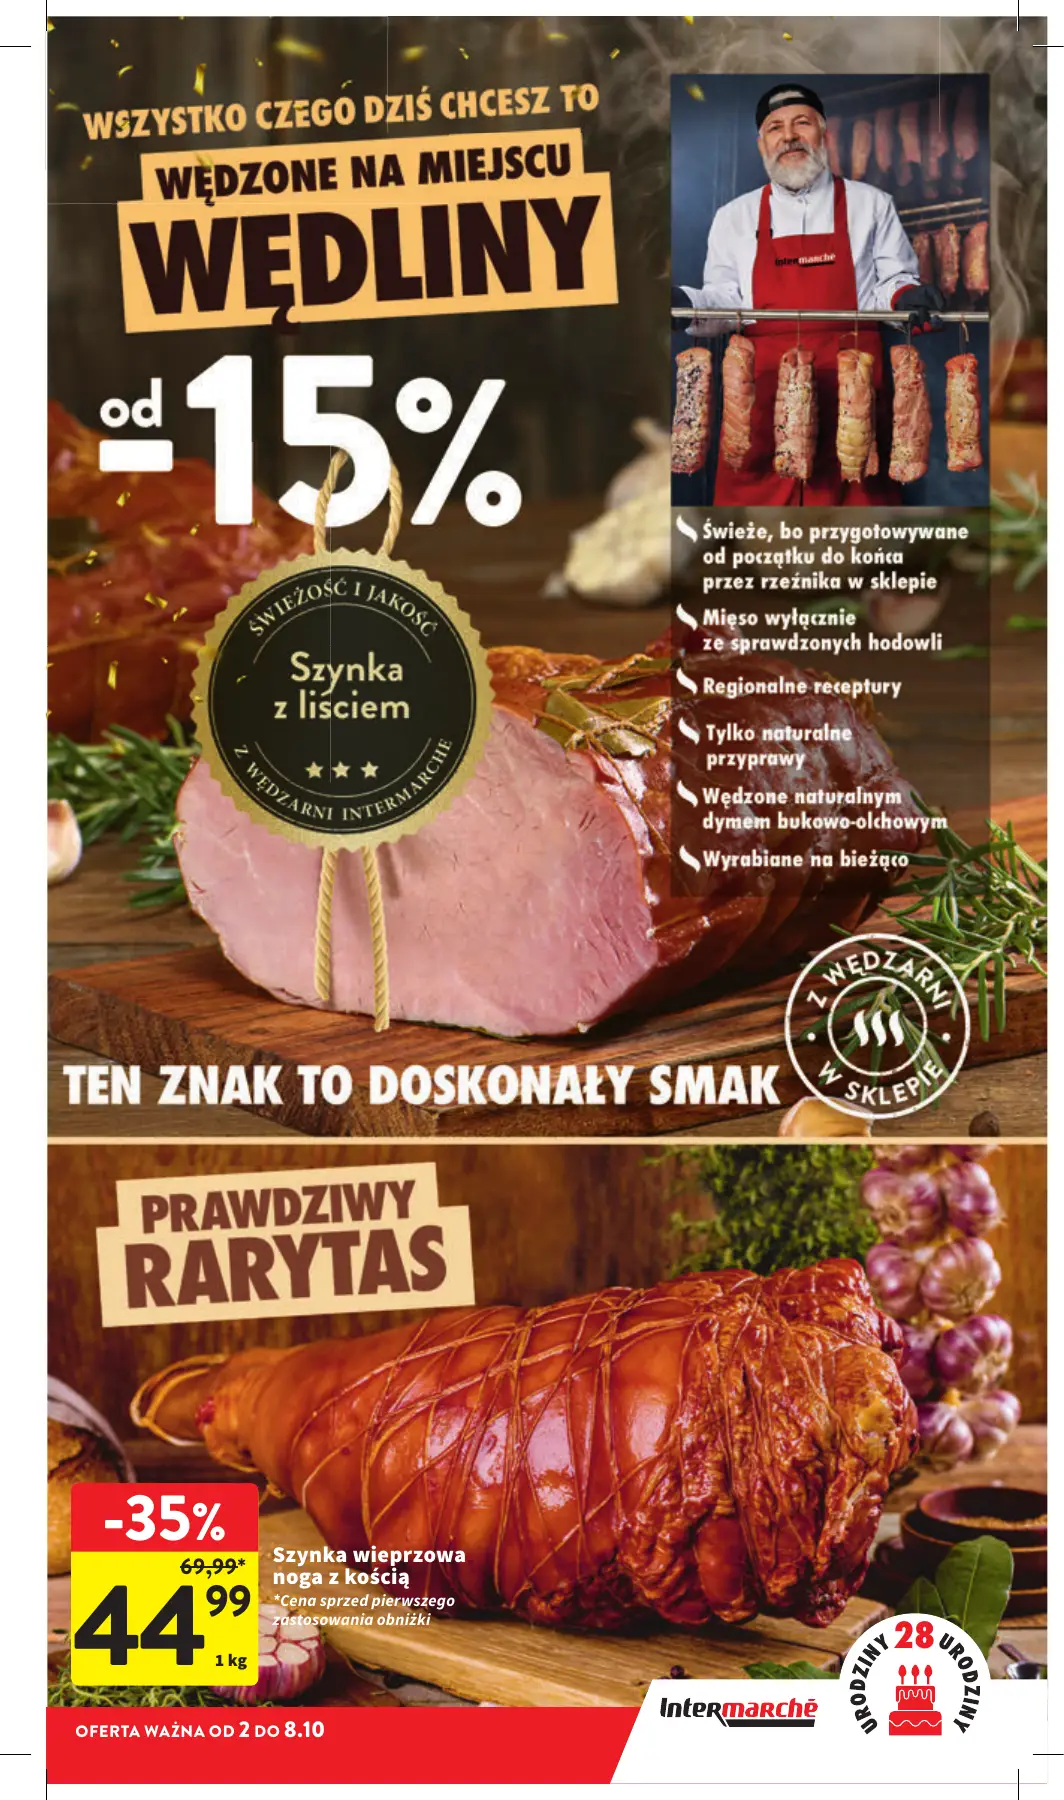 WSZYSTKO CZEGO DZIŚ CHCESZ TO
WĘDZONE NA MIEJSCU
WĘDLINY
od
-15%
Intermarché
Świeże, bo przygotowywane
od początku do końca
przez rzeźnika w sklepie
Mięso wyłącznie
ze sprawdzonych hodowli
Regionalne receptury
Tylko naturalne
przyprawy
Wędzone naturalnym
dymem bukowo-olchowym
Wyrabiane na bieżąco
ŚWIEŻOŚĆ I JAKOŚĆ
Szynka
z liściem
Z WĘDZARNI INTERMARCHE
Z WĘDZARNI
W SKLEPIE
TEN ZNAK TO DOSKONAŁY SMAK
PRAWDZIWY
RARYTAS
-35%
69,99*
44 99
1 kg
Szynka wieprzowa
noga z kością
*Cena sprzed pierwszego
zastosowania obniżki
OFERTA WAŻNA OD 2 DO 8.10
Intermarchē
URODZINY 28 URODZINY